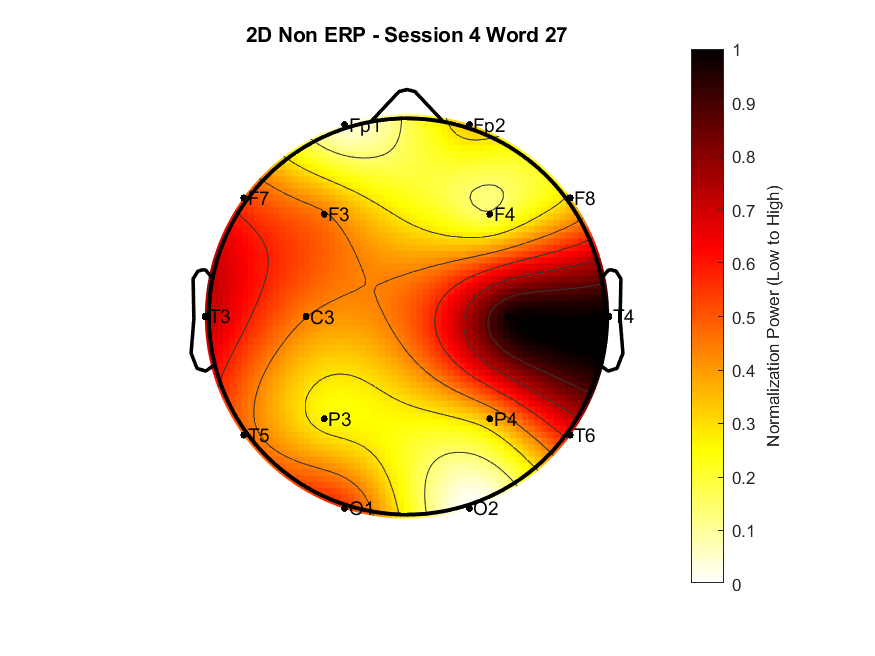 2D Non ERP - Session 4 Word 27
Fp1 Fp2
F7 F8
F3 F4
T3 C3 T4
P3 P4
T5 T6
O1 O2
1
0.9
0.8
0.7
0.6
0.5
0.4
0.3
0.2
0.1
0
Normalization Power (Low to High)